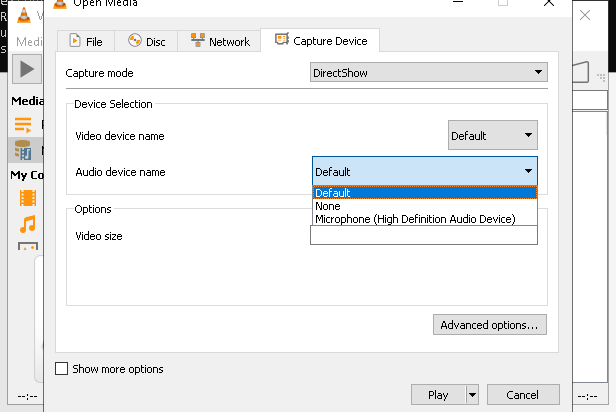 Open Media
File
Disc
Network
Capture Device
Capture mode
DirectShow
Device Selection
Video device name
Default
Audio device name
Default
Default
None
Microphone (High Definition Audio Device)
Options
Video size
Advanced options...
Show more options
Play
Cancel
Media
My Co
--:--
--:--